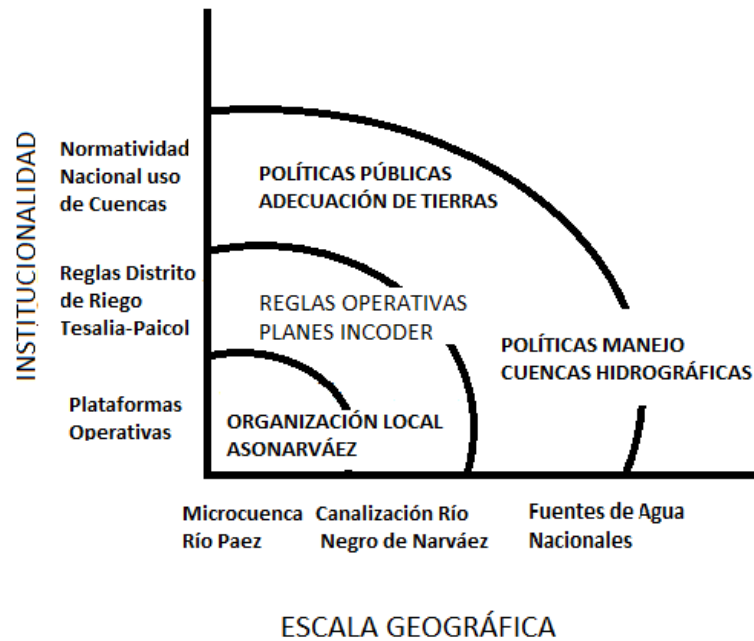 INSTITUCIONALIDAD
Normatividad
Nacional uso
de Cuencas
Reglas Distrito
de Riego
Tesalia-Paicol
Plataformas
Operativas
POLÍTICAS PÚBLICAS
ADECUACIÓN DE TIERRAS
REGLAS OPERATIVAS
PLANES INCODER
POLÍTICAS MANEJO
CUENCAS HIDROGRÁFICAS
ORGANIZACIÓN LOCAL
ASONARVÁEZ
Microcuenca
Río Paez
Canalización Río
Negro de Narváez
Fuentes de Agua
Nacionales
ESCALA GEOGRÁFICA